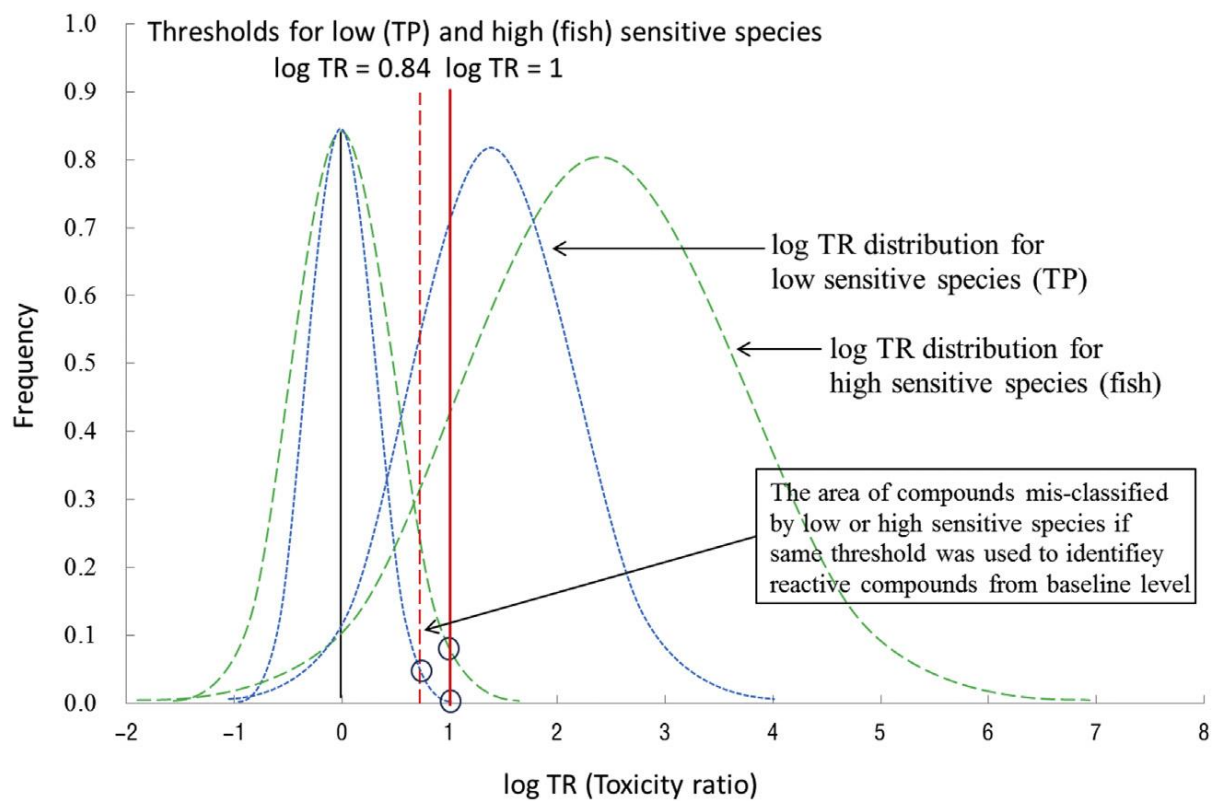 Thresholds for low (TP) and high (fish) sensitive species
log TR = 0.84 log TR = 1
1.0
0.9
0.8
0.7
0.6
0.5
0.4
0.3
0.2
0.1
0.0
Frequency
log TR distribution for
low sensitive species (TP)
log TR distribution for
high sensitive species (fish)
The area of compounds mis-classified
by low or high sensitive species if
same threshold was used to identifiey
reactive compounds from baseline level
−2 −1 0 1 2 3 4 5 6 7 8
log TR (Toxicity ratio)